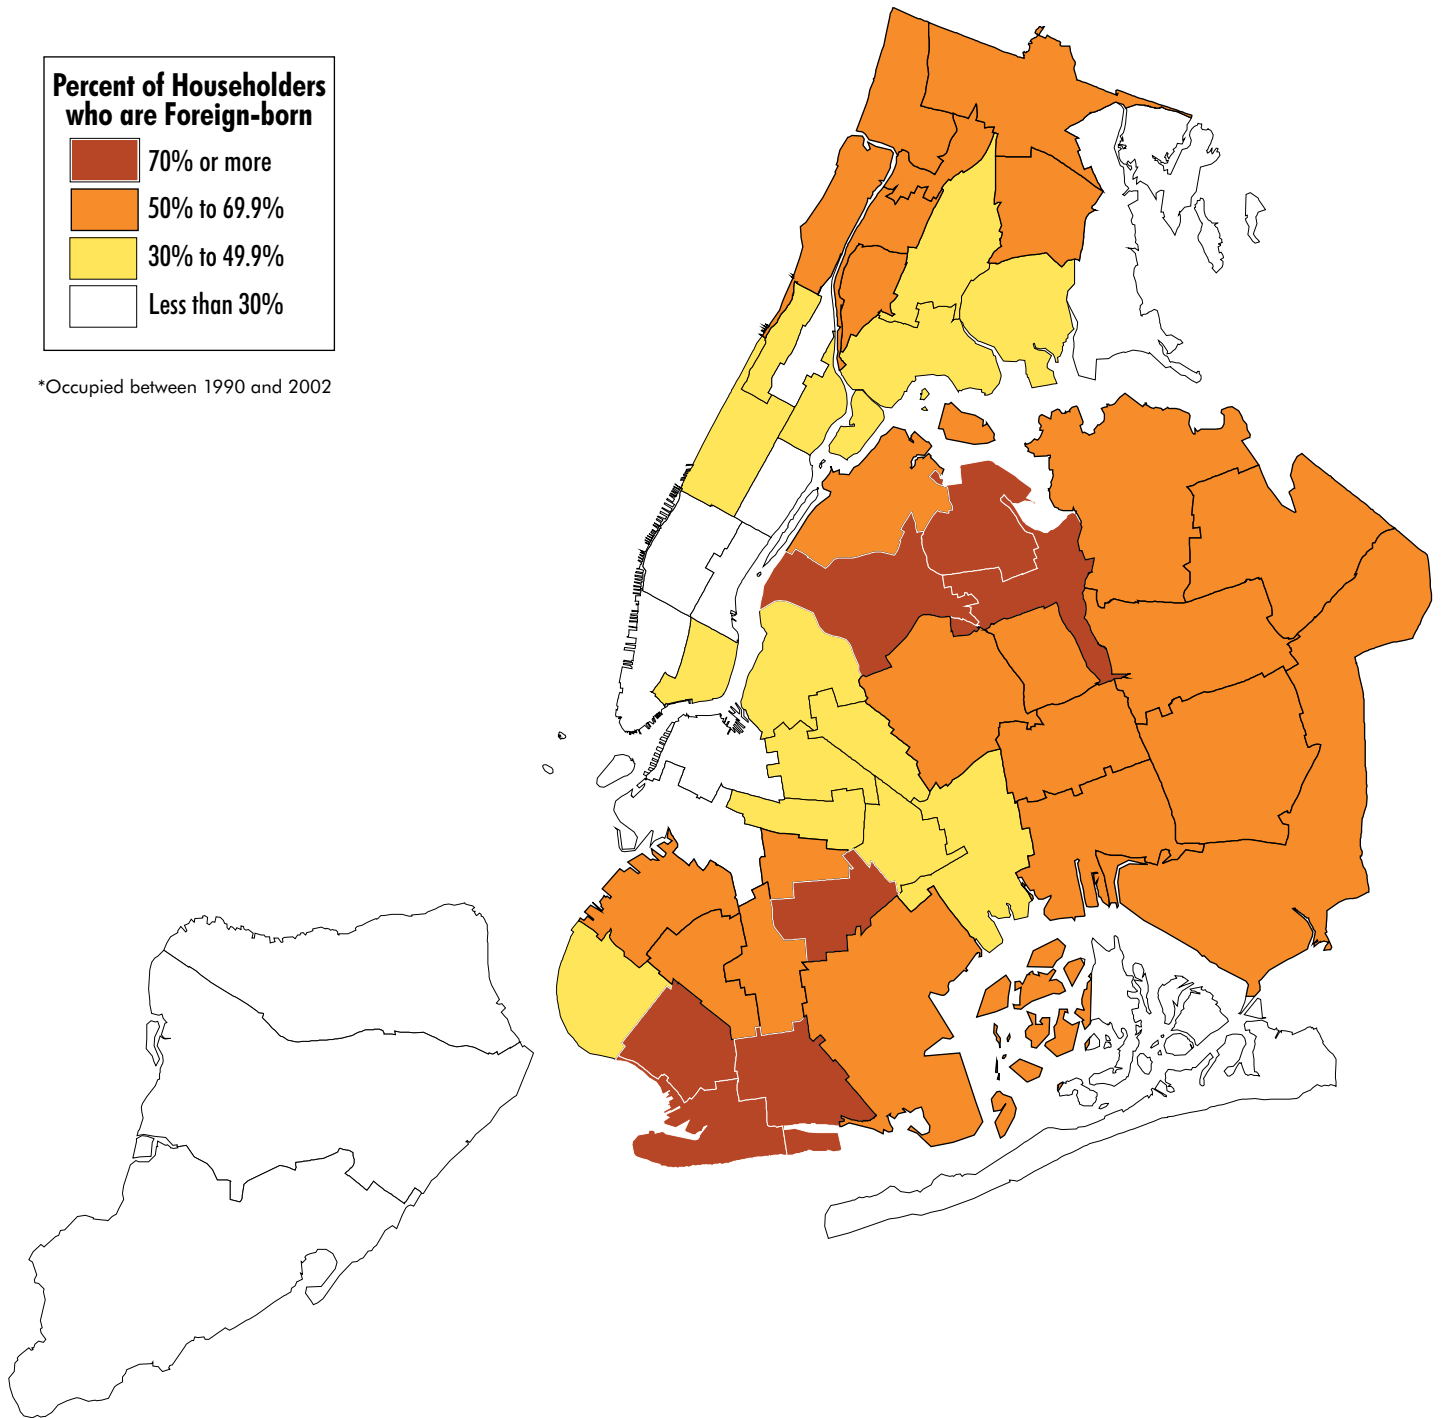 Percent of Householders
who are Foreign-born
70% or more
50% to 69.9%
30% to 49.9%
Less than 30%
*Occupied between 1990 and 2002